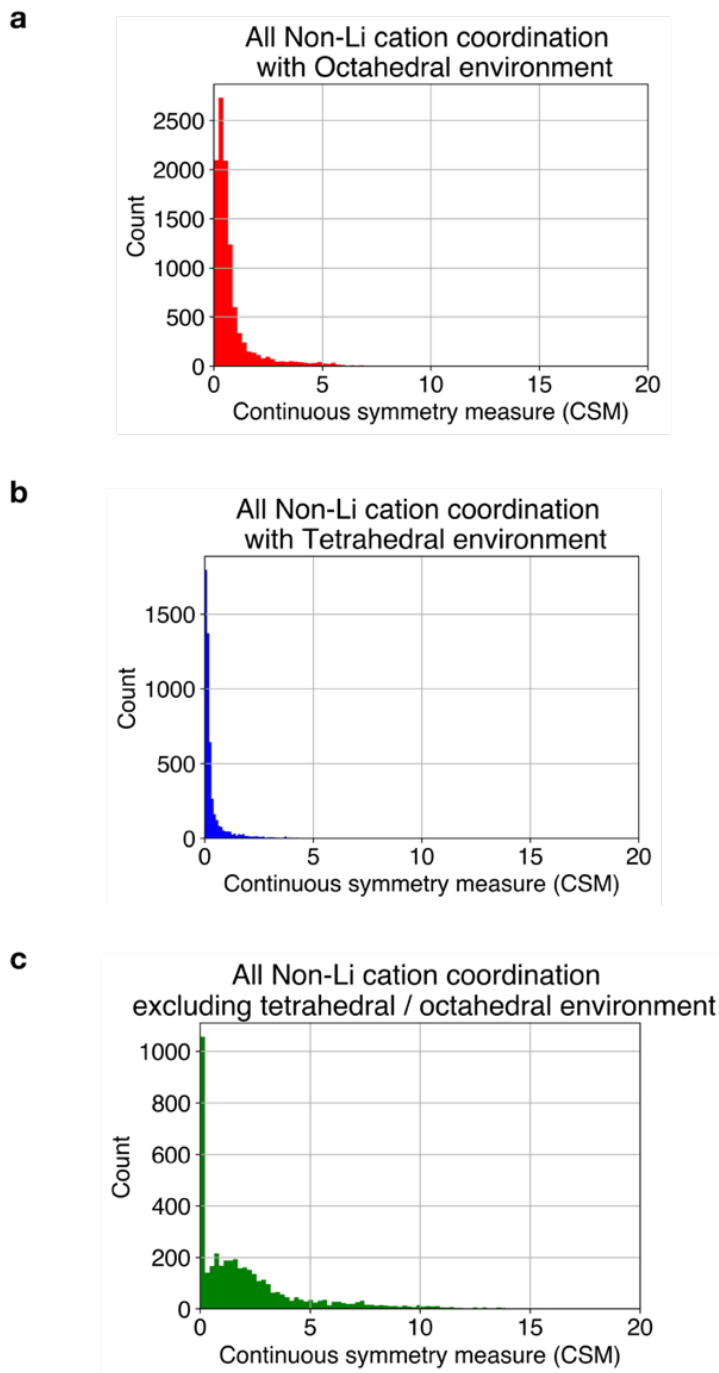 a
All Non-Li cation coordination
with Octahedral environment
2500
2000
1500
1000
500
0
Count
0 5 10 15 20
Continuous symmetry measure (CSM)
b
All Non-Li cation coordination
with Tetrahedral environment
1500
1000
500
0
Count
0 5 10 15 20
Continuous symmetry measure (CSM)
c
All Non-Li cation coordination
excluding tetrahedral / octahedral environment
1000
800
600
400
200
0
Count
0 5 10 15 20
Continuous symmetry measure (CSM)